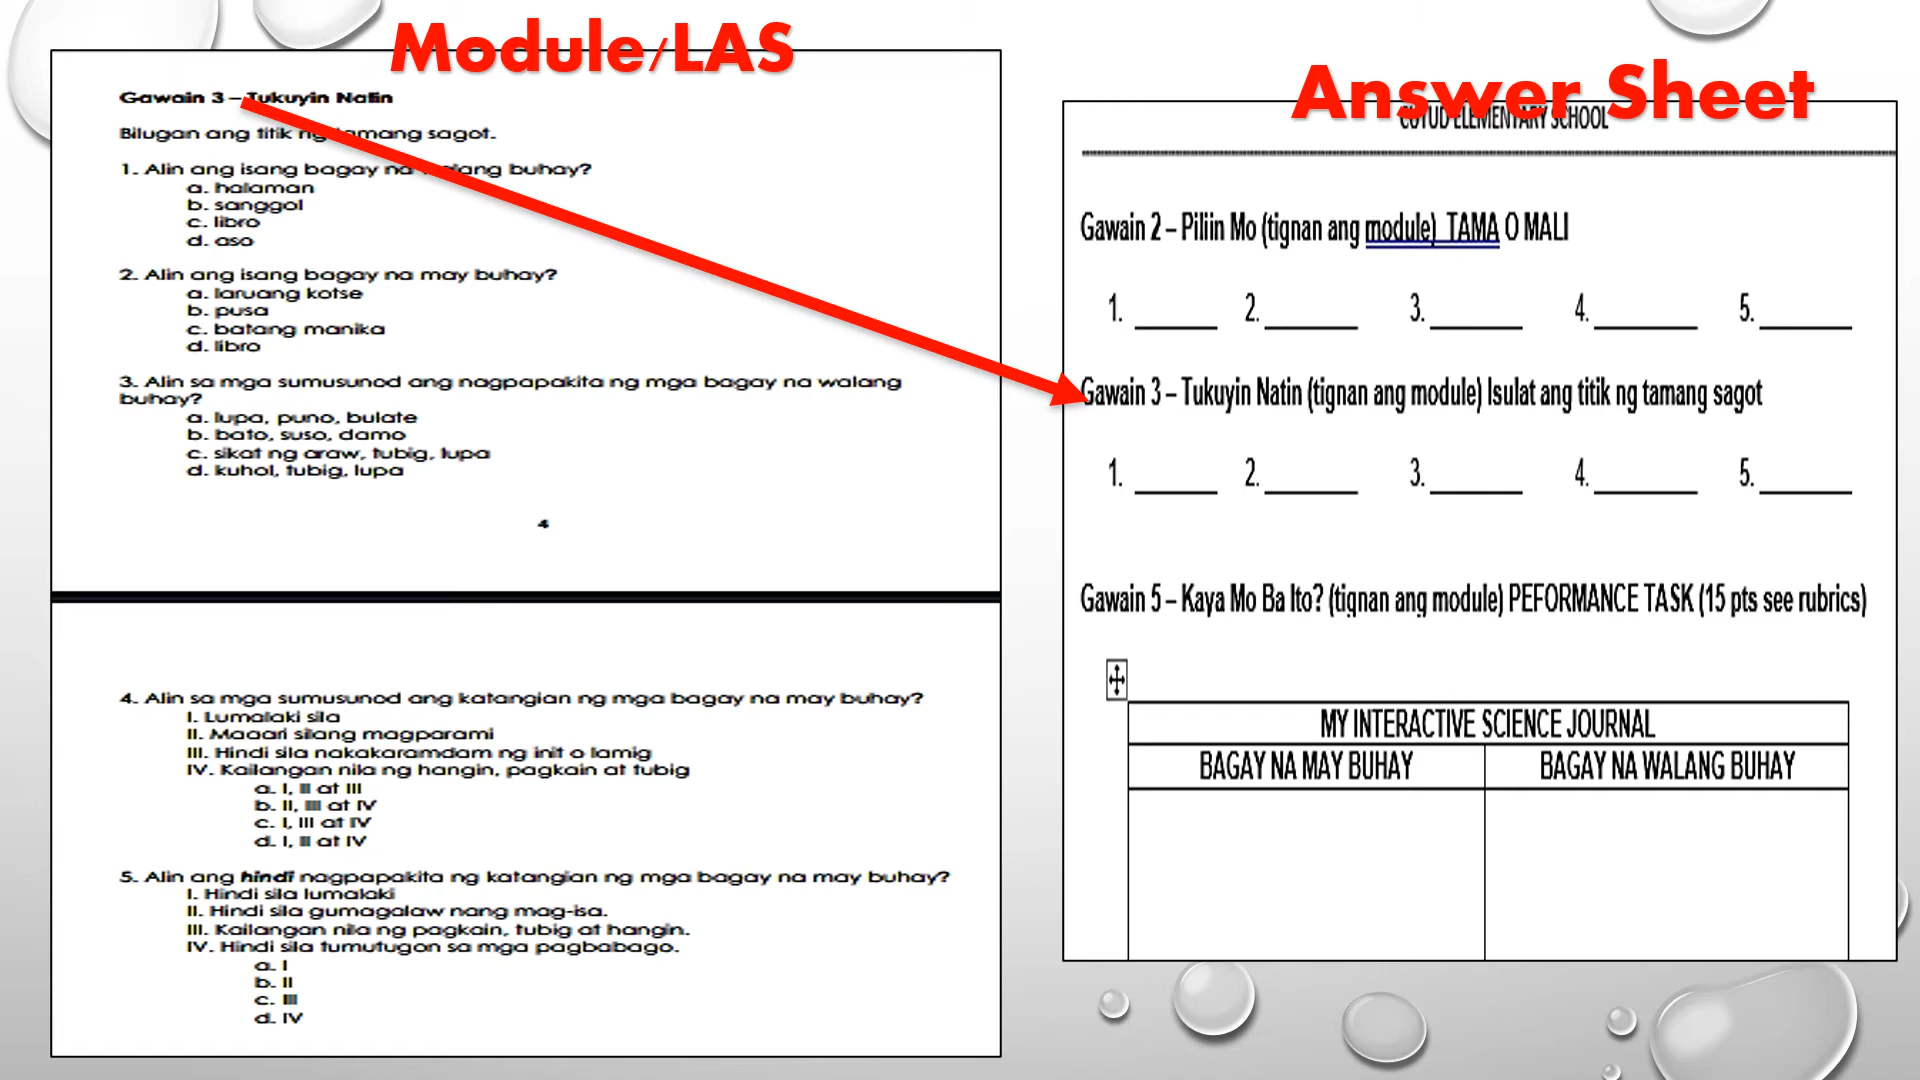 Module/LAS
Gawain 3 – Tukuyin Natin
Bilugan ang titik ng tamang sagot.
1. Alin ang isang bagay na walang buhay?
a. halaman
b. sanggol
c. libro
d. aso
2. Alin ang isang bagay na may buhay?
a. laruang kotse
b. pusa
c. batang manika
d. libro
3. Alin sa mga sumusunod ang nagpapakita ng mga bagay na walang
buhay?
a. lupa, puno, bulate
b. bato, suso, damo
c. sikat ng araw, tubig, lupa
d. kuhol, tubig, lupa
4
4. Alin sa mga sumusunod ang katangian ng mga bagay na may buhay?
I. Lumalaki sila
II. Maaari silang magparami
III. Hindi sila nakakaramdam ng init o lamig
IV. Kailangan nila ng hangin, pagkain at tubig
a. I, II at III
b. II, III at IV
c. I, III at IV
d. I, II at IV
5. Alin ang hindi nagpapakita ng katangian ng mga bagay na may buhay?
I. Hindi sila lumalaki
II. Hindi sila gumagalaw nang mag-isa.
III. Kailangan nila ng pagkain, tubig at hangin.
IV. Hindi sila tumutugon sa mga pagbabago.
a. I
b. II
c. III
d. IV
Answer Sheet
CUTUD ELEMENTARY SCHOOL
Gawain 2 – Piliin Mo (tignan ang module) TAMA O MALI
1. 2. 3. 4. 5.
Gawain 3 – Tukuyin Natin (tignan ang module) Isulat ang titik ng tamang sagot
1. 2. 3. 4. 5.
Gawain 5 – Kaya Mo Ba Ito? (tignan ang module) PEFORMANCE TASK (15 pts see rubrics)
MY INTERACTIVE SCIENCE JOURNAL
BAGAY NA MAY BUHAY BAGAY NA WALANG BUHAY